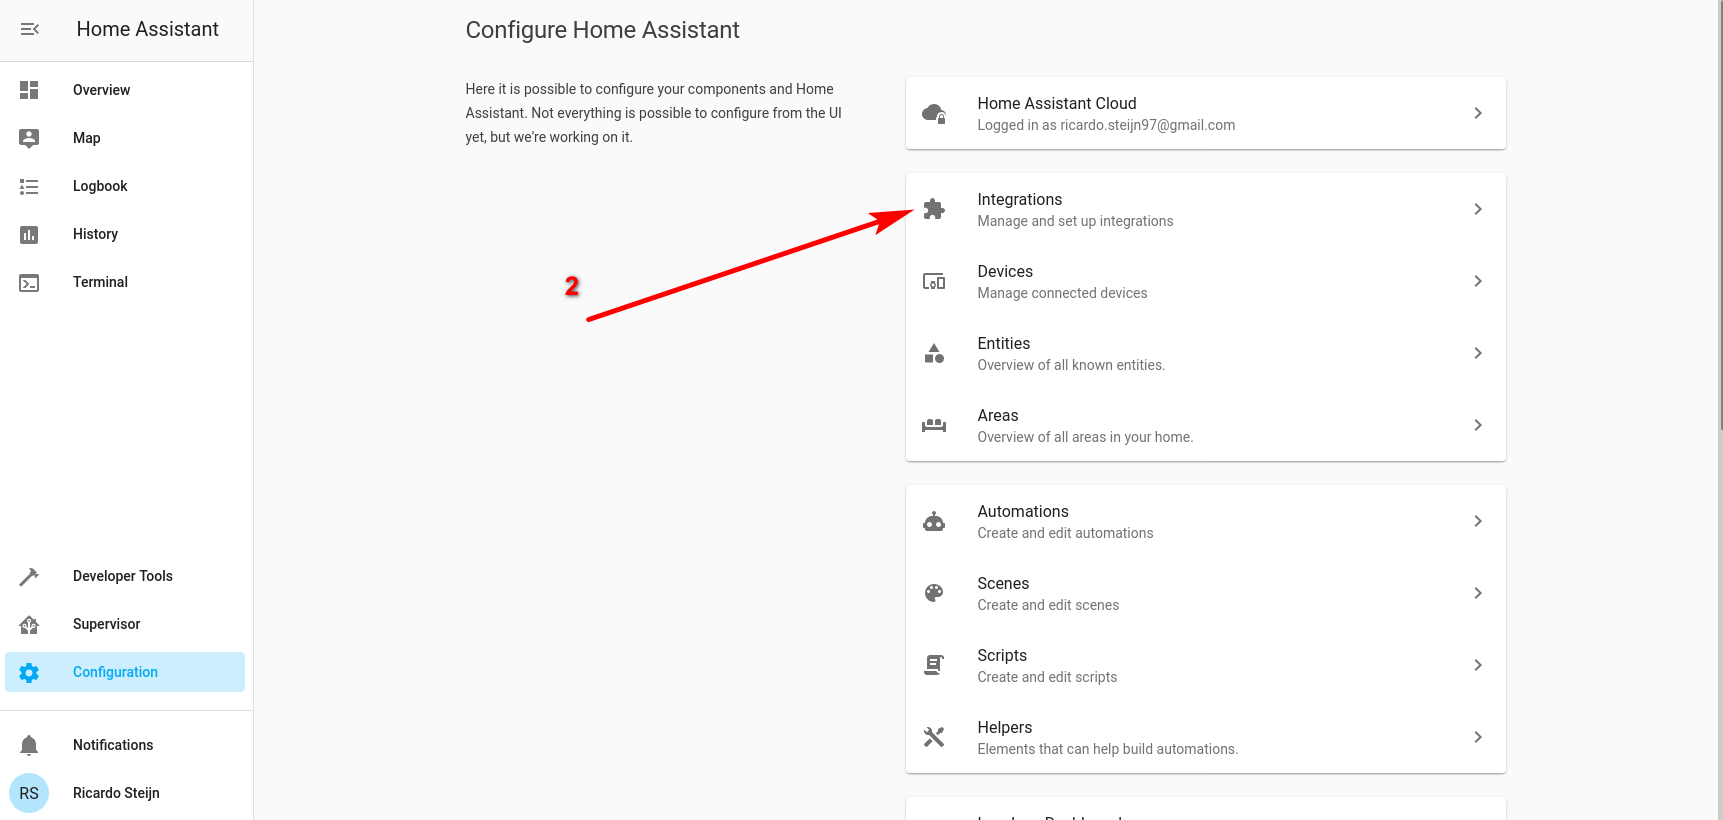 Home Assistant
Overview
Map
Logbook
History
Terminal
Developer Tools
Supervisor
Configuration
Notifications
RS
Ricardo Steijn
Configure Home Assistant
Here it is possible to configure your components and Home
Assistant. Not everything is possible to configure from the UI
yet, but we're working on it.
2
Home Assistant Cloud
Logged in as ricardo.steijn97@gmail.com
Integrations
Manage and set up integrations
Devices
Manage connected devices
Entities
Overview of all known entities.
Areas
Overview of all areas in your home.
Automations
Create and edit automations
Scenes
Create and edit scenes
Scripts
Create and edit scripts
Helpers
Elements that can help build automations.